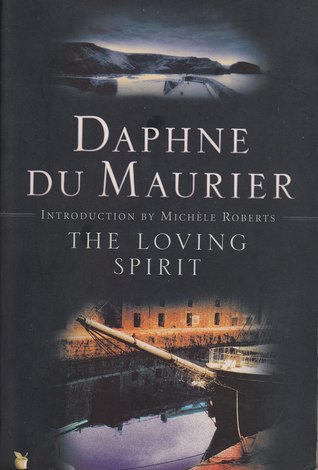 DAPHNE
DU MAURIER
INTRODUCTION BY MICHÈLE ROBERTS
THE LOVING
SPIRIT